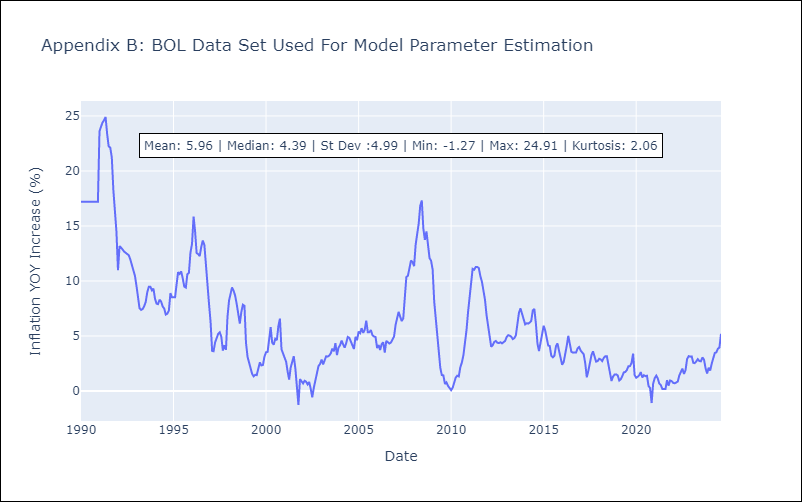 Appendix B: BOL Data Set Used For Model Parameter Estimation
Mean: 5.96 | Median: 4.39 | St Dev :4.99 | Min: -1.27 | Max: 24.91 | Kurtosis: 2.06
Inflation YOY Increase (%)
25
20
15
10
5
0
1990 1995 2000 2005 2010 2015 2020
Date